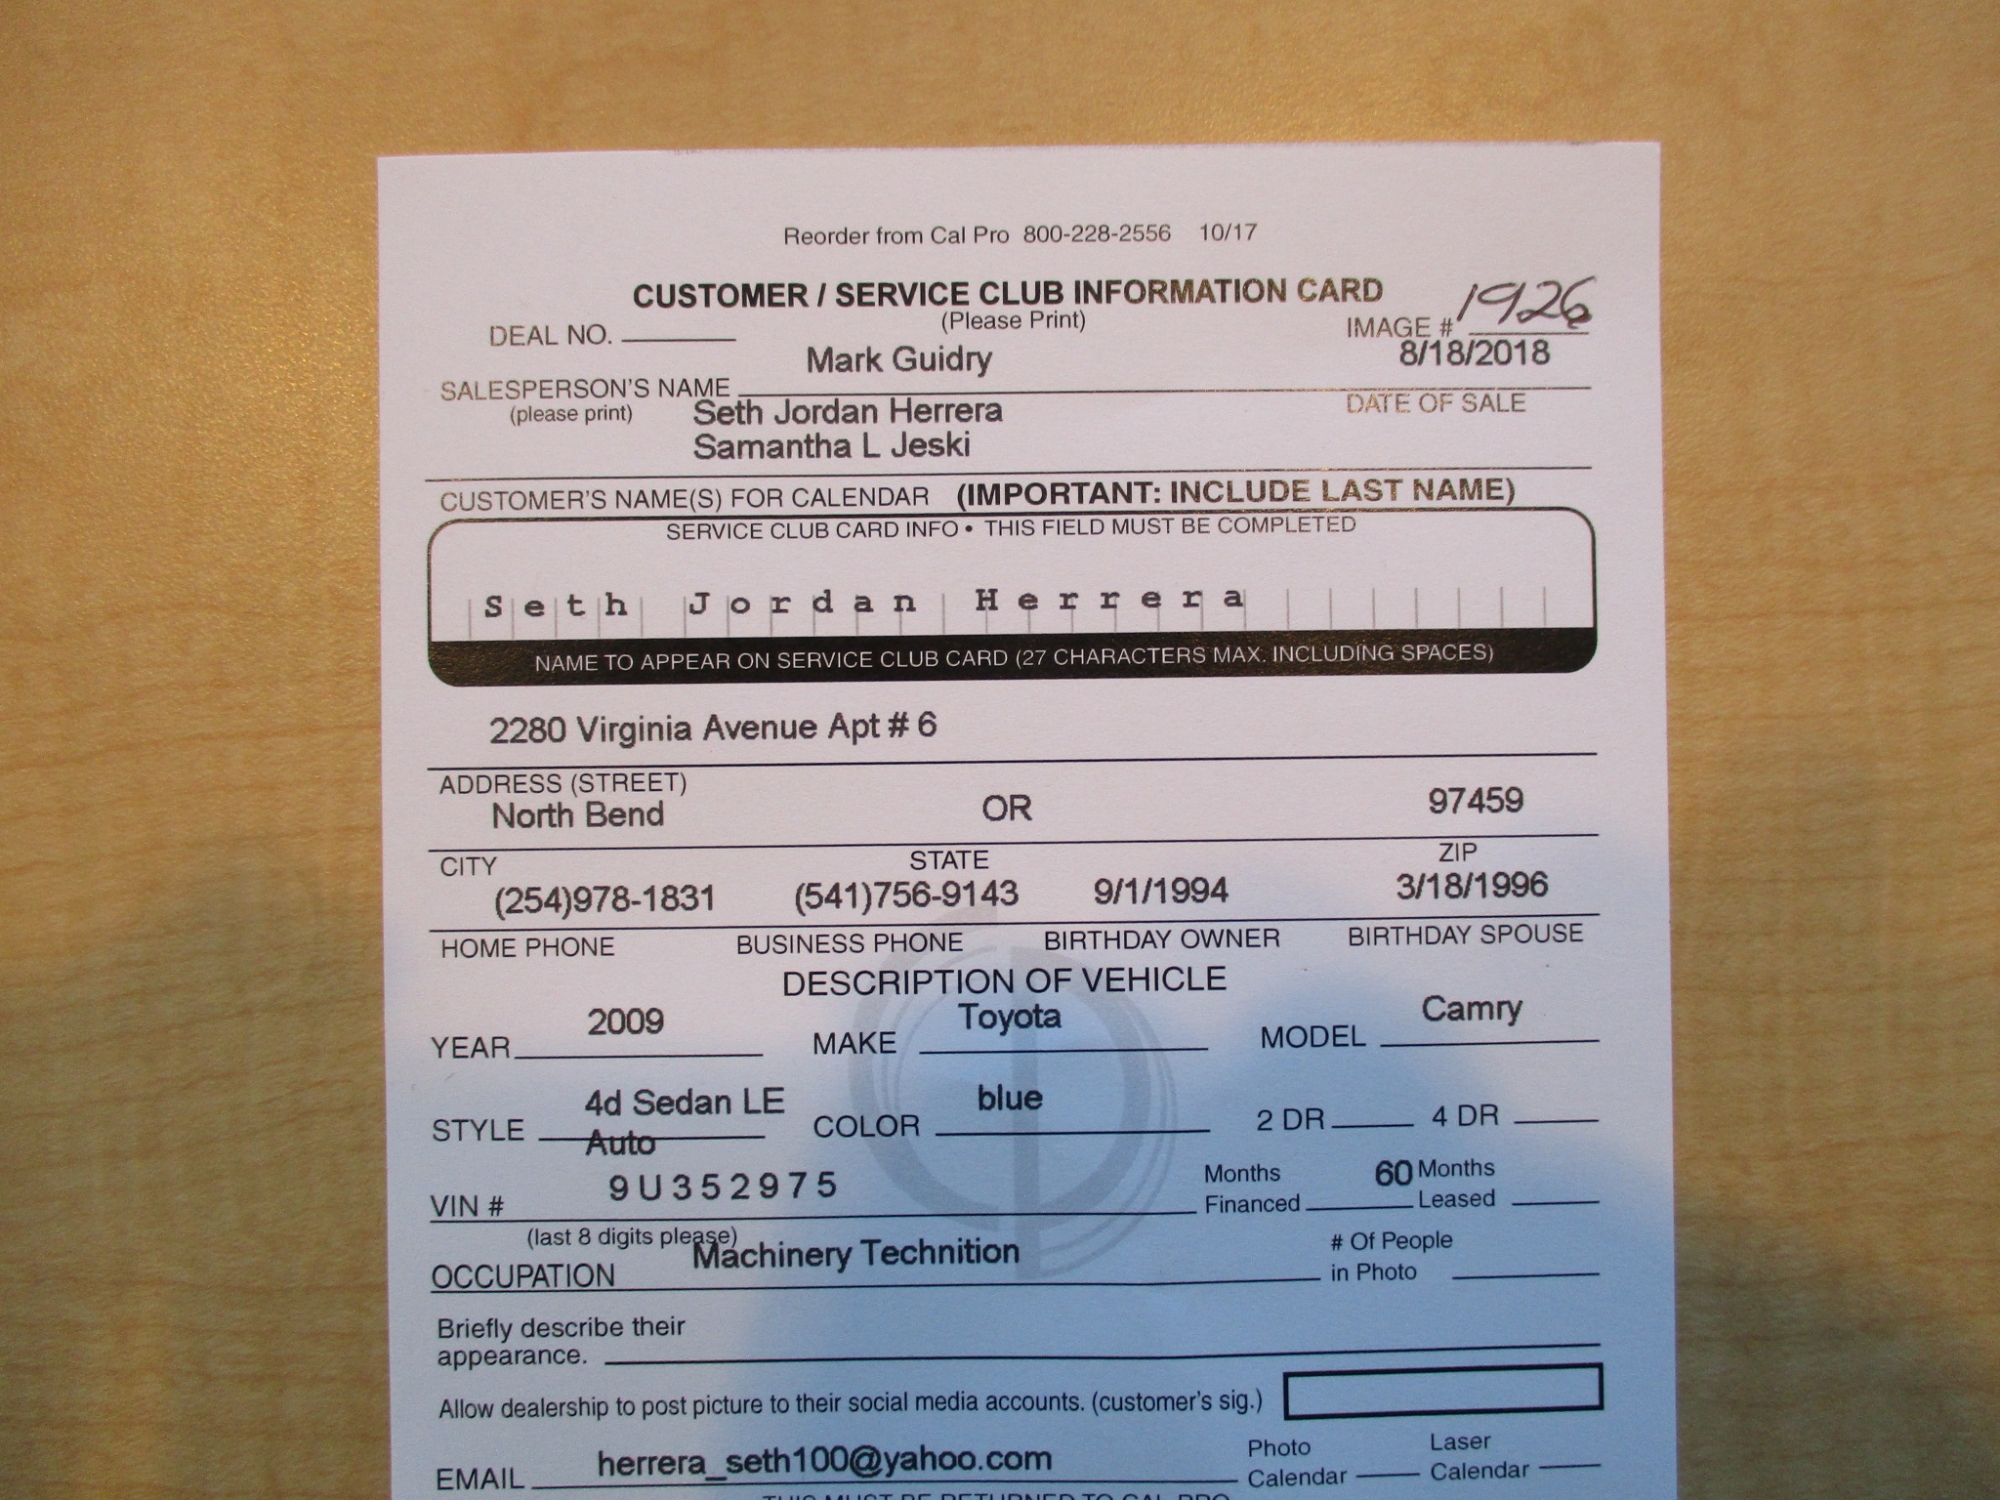 Reorder from Cal Pro 800-228-2556 10/17
CUSTOMER / SERVICE CLUB INFORMATION CARD
(Please Print)
DEAL NO.
IMAGE # 1926
Mark Guidry
8/18/2018
SALESPERSON'S NAME
(please print)
DATE OF SALE
Seth Jordan Herrera
Samantha L Jeski
CUSTOMER'S NAME(S) FOR CALENDAR (IMPORTANT: INCLUDE LAST NAME)
SERVICE CLUB CARD INFO • THIS FIELD MUST BE COMPLETED
Seth Jordan Herrera
NAME TO APPEAR ON SERVICE CLUB CARD (27 CHARACTERS MAX. INCLUDING SPACES)
2280 Virginia Avenue Apt # 6
ADDRESS (STREET)
North Bend OR 97459
CITY STATE ZIP
(254)978-1831 (541)756-9143 9/1/1994 3/18/1996
HOME PHONE BUSINESS PHONE BIRTHDAY OWNER BIRTHDAY SPOUSE
DESCRIPTION OF VEHICLE
YEAR 2009 MAKE Toyota MODEL Camry
STYLE 4d Sedan LE Auto COLOR blue 2 DR 4 DR
VIN # 9U352975
Months Financed 60 Months Leased
(last 8 digits please)
OCCUPATION Machinery Technition
# Of People in Photo
Briefly describe their
appearance.
Allow dealership to post picture to their social media accounts. (customer's sig.)
EMAIL herrera_seth100@yahoo.com
Photo Calendar Laser Calendar
THIS MUST BE RETURNED TO CAL PRO